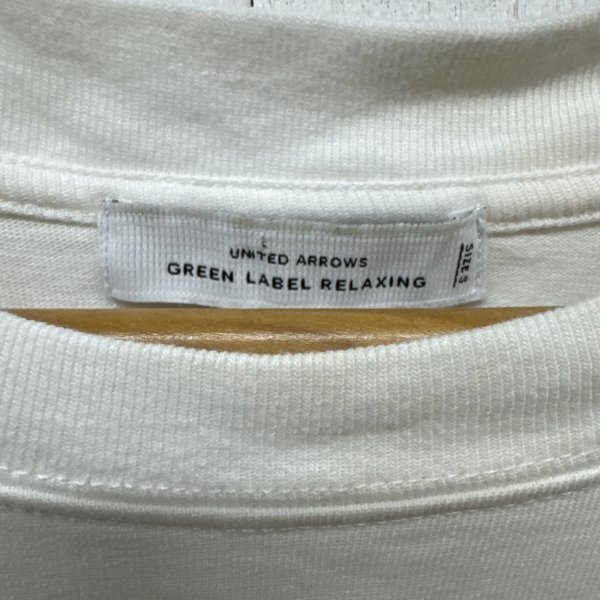 UNITED ARROWS
GREEN LABEL RELAXING
SIZE S